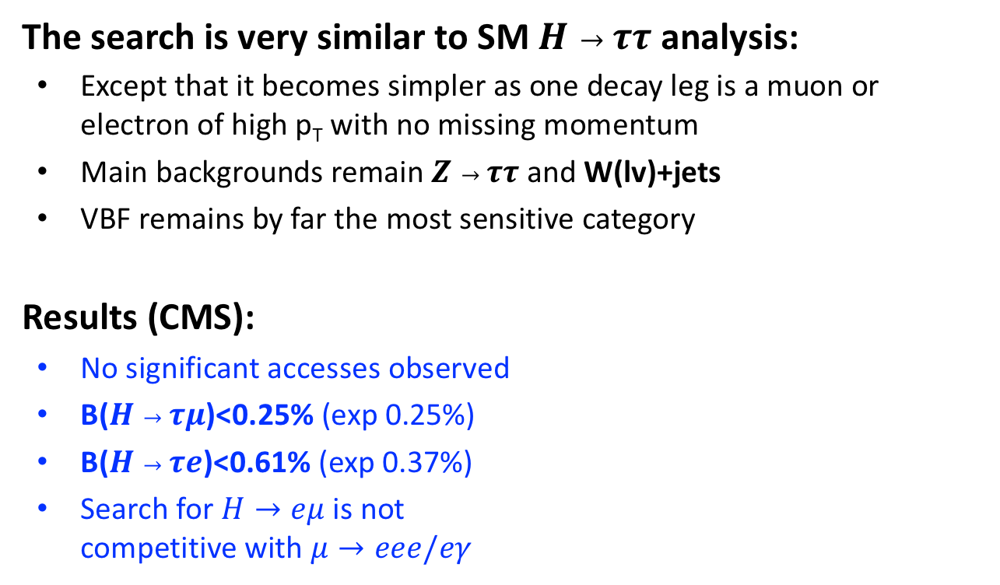 The search is very similar to SM H → ττ analysis:
• Except that it becomes simpler as one decay leg is a muon or
electron of high pT with no missing momentum
• Main backgrounds remain Z → ττ and W(lv)+jets
• VBF remains by far the most sensitive category
Results (CMS):
• No significant accesses observed
• B(H → τμ)<0.25% (exp 0.25%)
• B(H → τe)<0.61% (exp 0.37%)
• Search for H → eμ is not
competitive with μ → eee/eγ